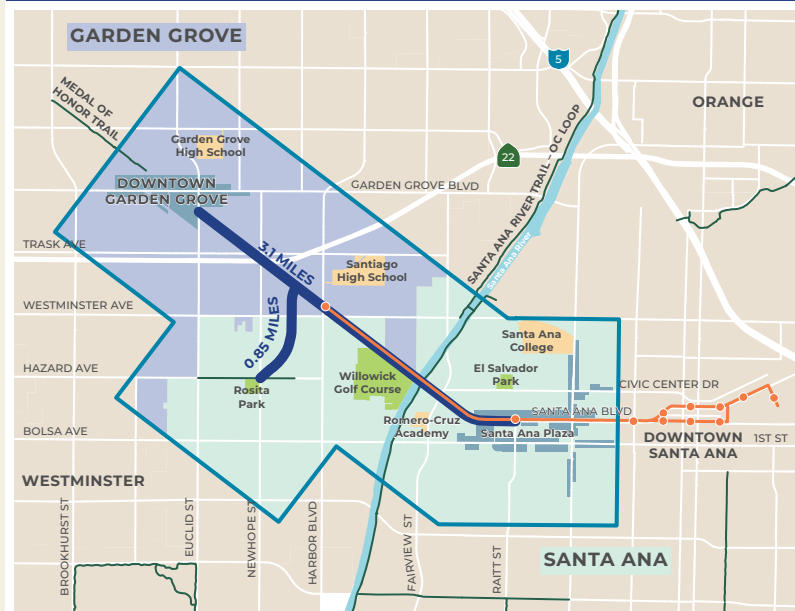 GARDEN GROVE
5
MEDAL OF
HONOR TRAIL
ORANGE
Garden Grove
High School
22
SANTA ANA RIVER TRAIL - OC LOOP
DOWNTOWN
GARDEN GROVE
GARDEN GROVE BLVD
TRASK AVE
3.1 MILES
Santiago
High School
Santa Ana River
WESTMINSTER AVE
0.85 MILES
Santa Ana
College
HAZARD AVE
Rosita
Park
Willowick
Golf Course
El Salvador
Park
CIVIC CENTER DR
SANTA ANA BLVD
Romero-Cruz
Academy
Santa Ana Plaza
BOLSA AVE
DOWNTOWN
SANTA ANA
1ST ST
WESTMINSTER
BROOKHURST ST
EUCLID ST
NEWHOPE ST
HARBOR BLVD
FAIRVIEW ST
RAITT ST
SANTA ANA